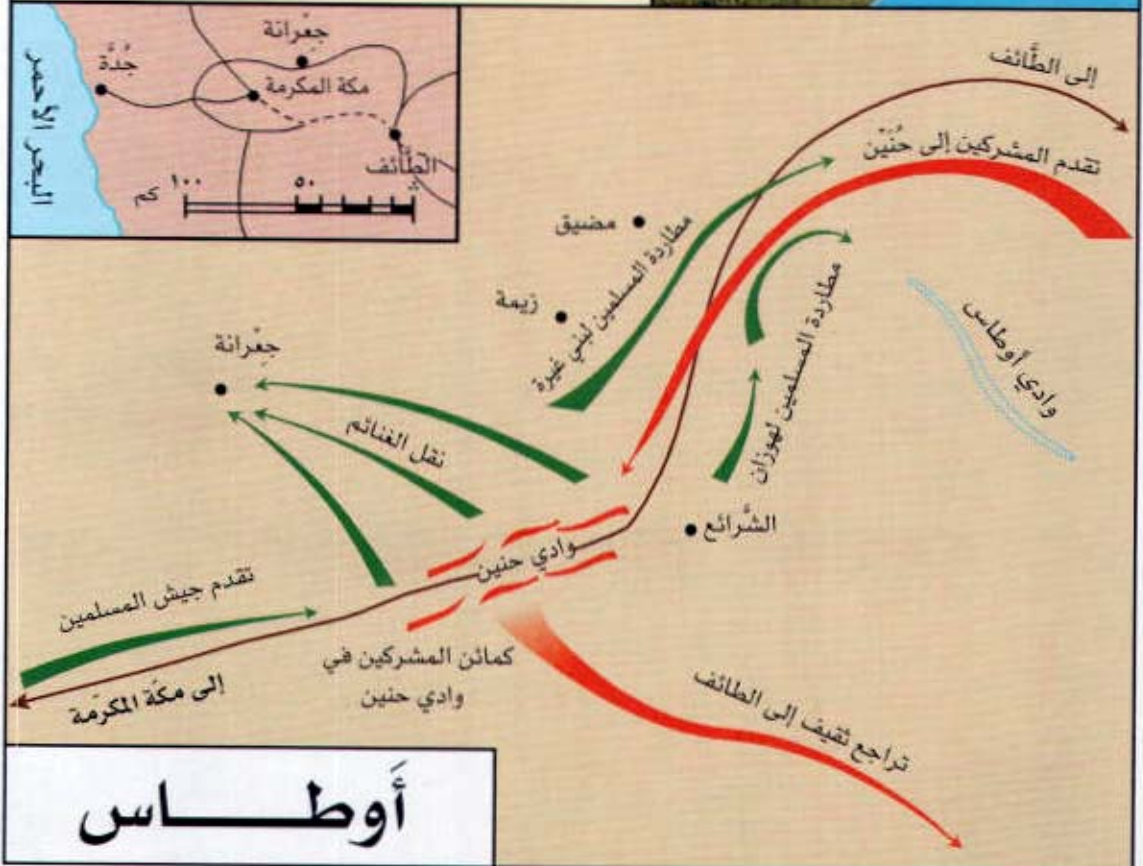 جِعْرانة
جُدَّة
مكة المكرمة
البحر الأحمر
الطَّائف
١٠٠
٥٠
كم
إلى الطَّائف
تقدم المشركين إلى حُنَيْن
مضيق
مطاردة المسلمين لبني غيرة
زيمة
مطاردة المسلمين لهوزان
وادي أوطاس
جِعْرانة
نقل الغنائم
الشَّرائع
وادي حنين
تقدم جيش المسلمين
كمائن المشركين في
وادي حنين
إلى مكّة المكرّمة
تراجع ثقيف إلى الطائف
أَوطـــــاس